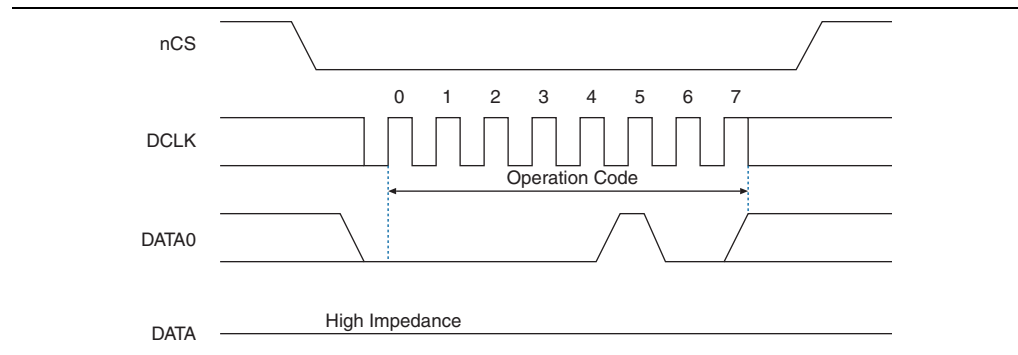 nCS
0 1 2 3 4 5 6 7
DCLK
Operation Code
DATA0
High Impedance
DATA